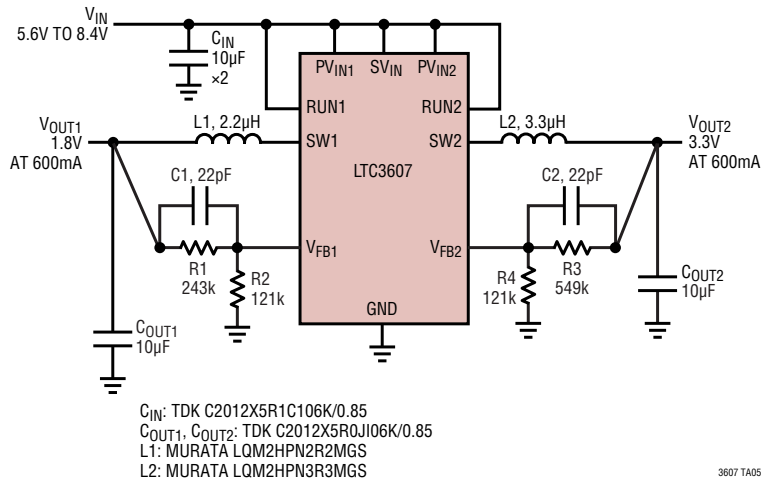 VIN
5.6V TO 8.4V
CIN
10µF
×2
PVIN1 SVIN PVIN2
RUN1 RUN2
VOUT1
1.8V
AT 600mA
L1, 2.2µH
SW1 SW2
L2, 3.3µH
VOUT2
3.3V
AT 600mA
LTC3607
C1, 22pF
C2, 22pF
VFB1 VFB2
R1
243k
R2
121k
R4
121k
R3
549k
GND
COUT1
10µF
COUT2
10µF
CIN: TDK C2012X5R1C106K/0.85
COUT1, COUT2: TDK C2012X5R0JI06K/0.85
L1: MURATA LQM2HPN2R2MGS
L2: MURATA LQM2HPN3R3MGS
3607 TA05